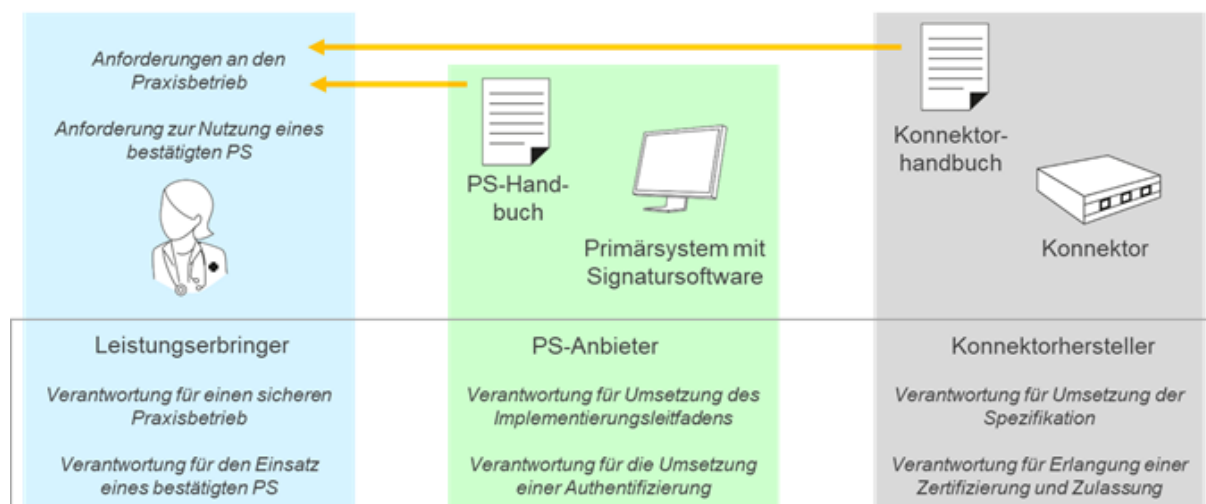 Anforderungen an den
Praxisbetrieb
Anforderung zur Nutzung eines
bestätigten PS
PS-Hand-
buch
Primärsystem mit
Signatursoftware
Konnektor-
handbuch
Konnektor
Leistungserbringer
Verantwortung für einen sicheren
Praxisbetrieb
Verantwortung für den Einsatz
eines bestätigten PS
PS-Anbieter
Verantwortung für Umsetzung des
Implementierungsleitfadens
Verantwortung für die Umsetzung
einer Authentifizierung
Konnektorhersteller
Verantwortung für Umsetzung der
Spezifikation
Verantwortung für Erlangung einer
Zertifizierung und Zulassung